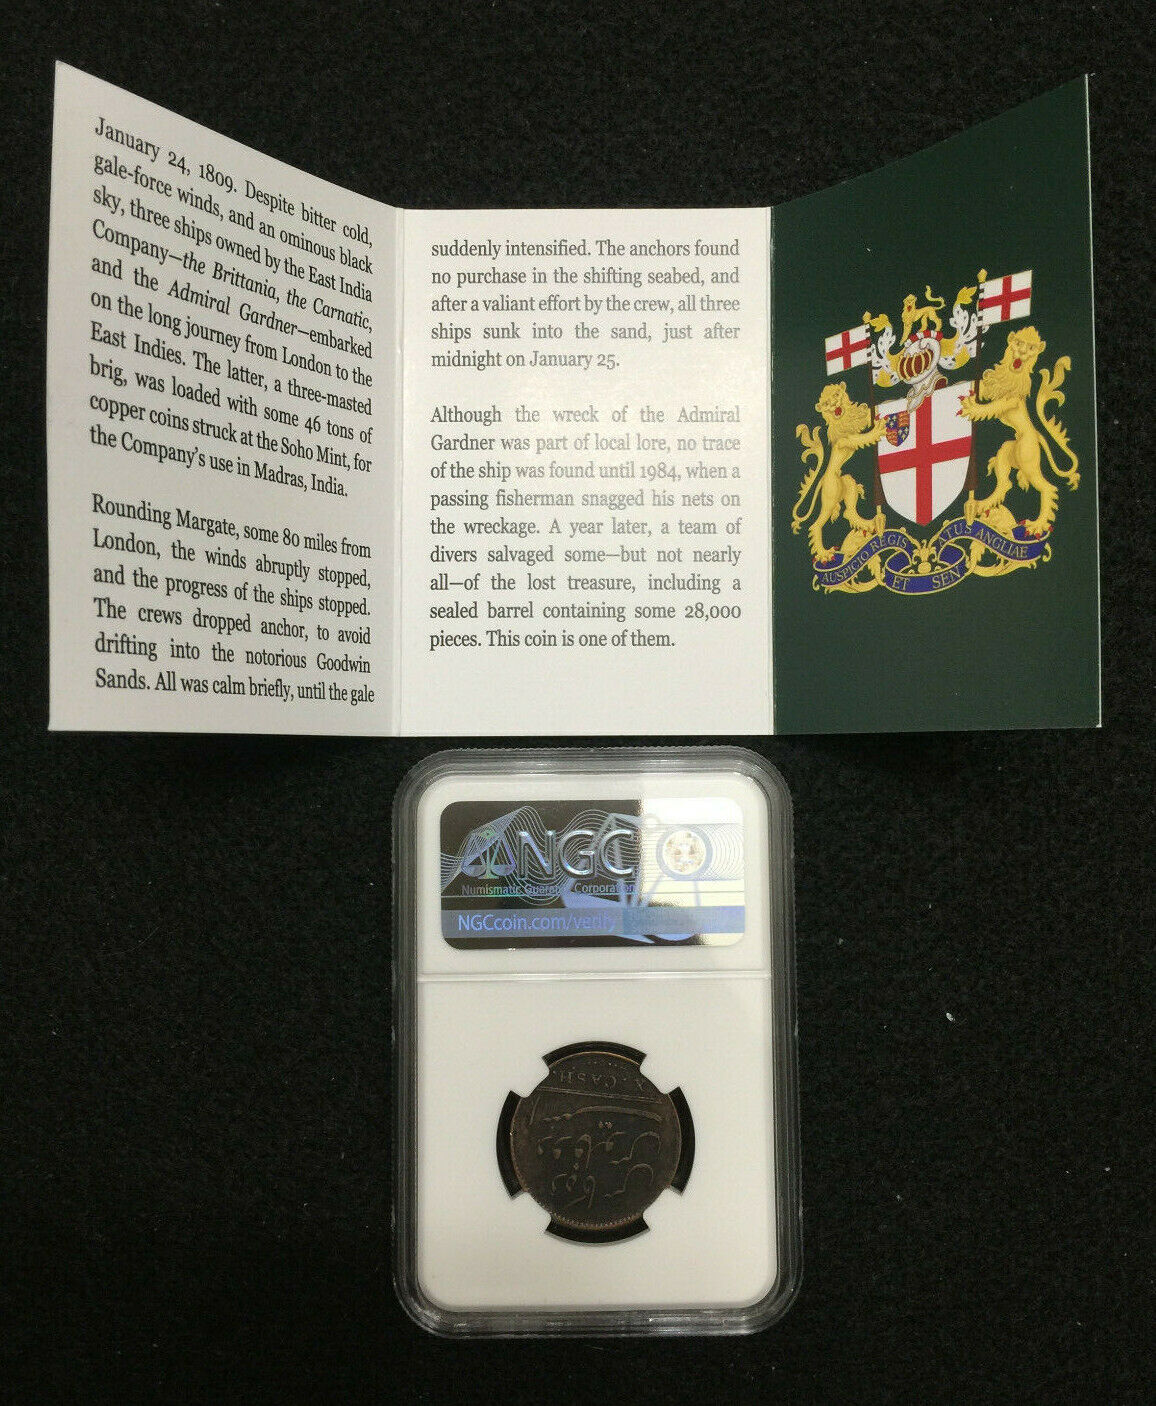 January 24, 1809. Despite bitter cold,
gale-force winds, and an ominous black
sky, three ships owned by the East India
Company—the Brittania, the Carnatic,
and the Admiral Gardner—embarked
on the long journey from London to the
East Indies. The latter, a three-masted
brig, was loaded with some 46 tons of
copper coins struck at the Soho Mint, for
the Company's use in Madras, India.
Rounding Margate, some 80 miles from
London, the winds abruptly stopped,
and the progress of the ships stopped.
The crews dropped anchor, to avoid
drifting into the notorious Goodwin
Sands. All was calm briefly, until the gale
suddenly intensified. The anchors found
no purchase in the shifting seabed, and
after a valiant effort by the crew, all three
ships sunk into the sand, just after
midnight on January 25.
Although the wreck of the Admiral
Gardner was part of local lore, no trace
of the ship was found until 1984, when a
passing fisherman snagged his nets on
the wreckage. A year later, a team of
divers salvaged some—but not nearly
all—of the lost treasure, including a
sealed barrel containing some 28,000
pieces. This coin is one of them.
AUSPICIO REGIS ET SEN ATUS ANGLIAE
NGC
Numismatic Guaranty Corporation
NGCcoin.com/verify
X. CASH.